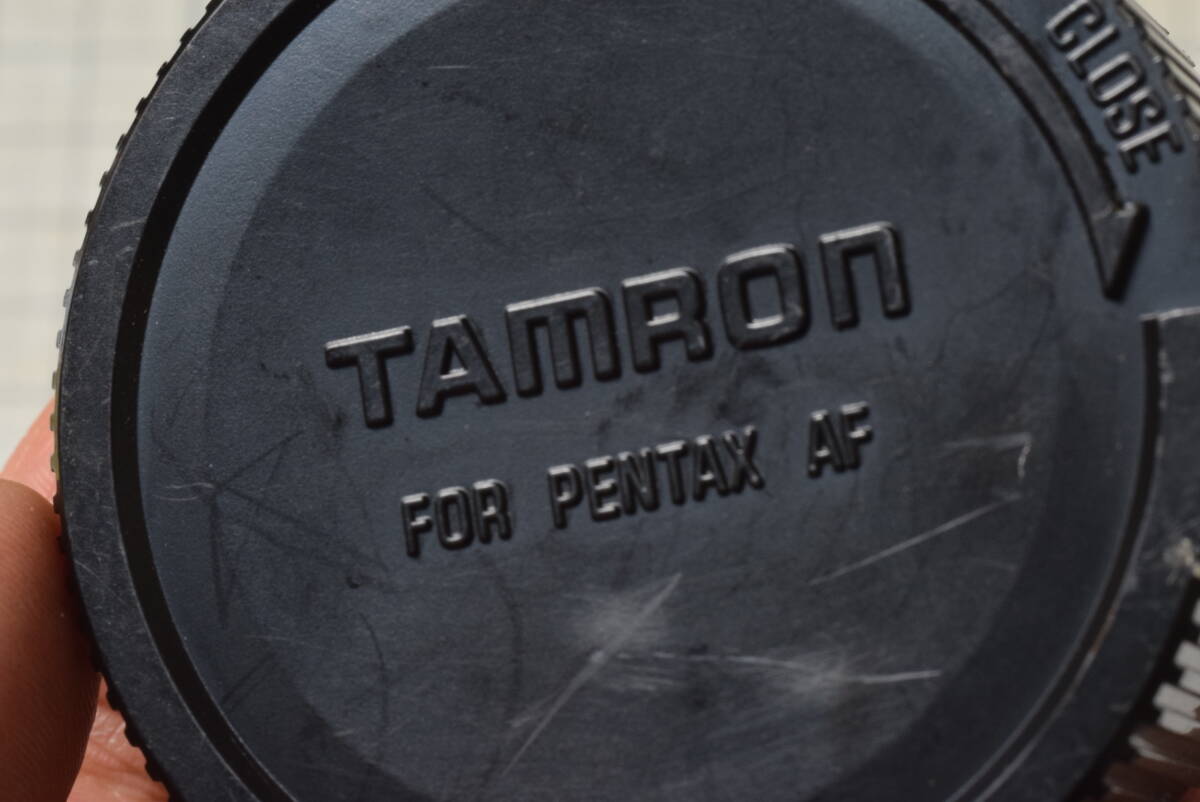 CLOSE
TAMRON
FOR PENTAX AF